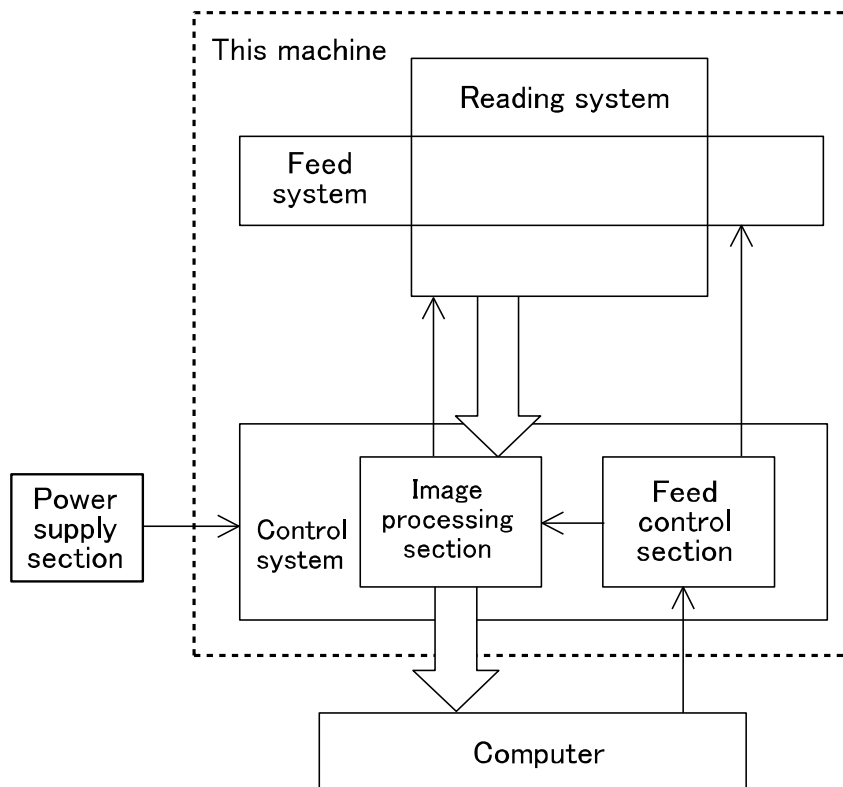 This machine
Reading system
Feed
system
Power
supply
section
Control
system
Image
processing
section
Feed
control
section
Computer